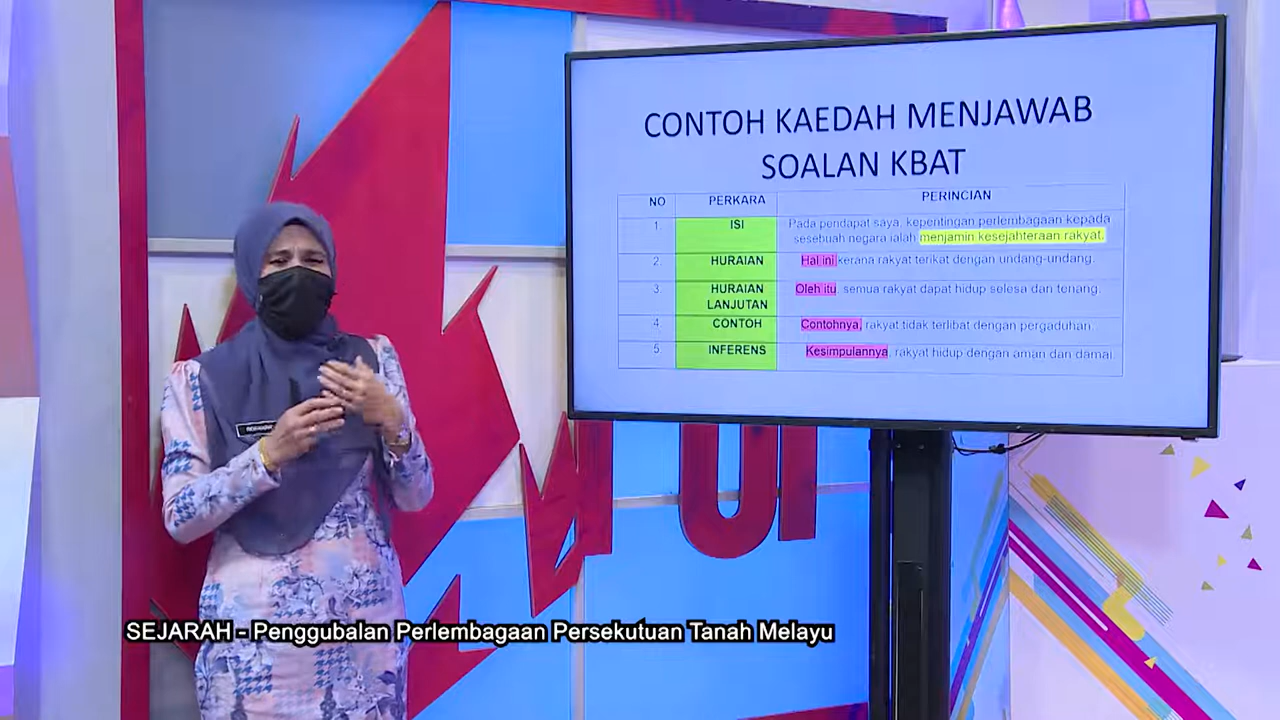 CONTOH KAEDAH MENJAWAB
SOALAN KBAT
NO PERKARA PERINCIAN
1. ISI Pada pendapat saya, kepentingan perlembagaan kepada
sesebuah negara ialah menjamin kesejahteraan rakyat.
2. HURAIAN Hal ini kerana rakyat terikat dengan undang-undang.
3. HURAIAN Oleh itu, semua rakyat dapat hidup selesa dan tenang.
LANJUTAN
4. CONTOH Contohnya, rakyat tidak terlibat dengan pergaduhan.
5. INFERENS Kesimpulannya, rakyat hidup dengan aman dan damai.
SEJARAH - Penggubalan Perlembagaan Persekutuan Tanah Melayu